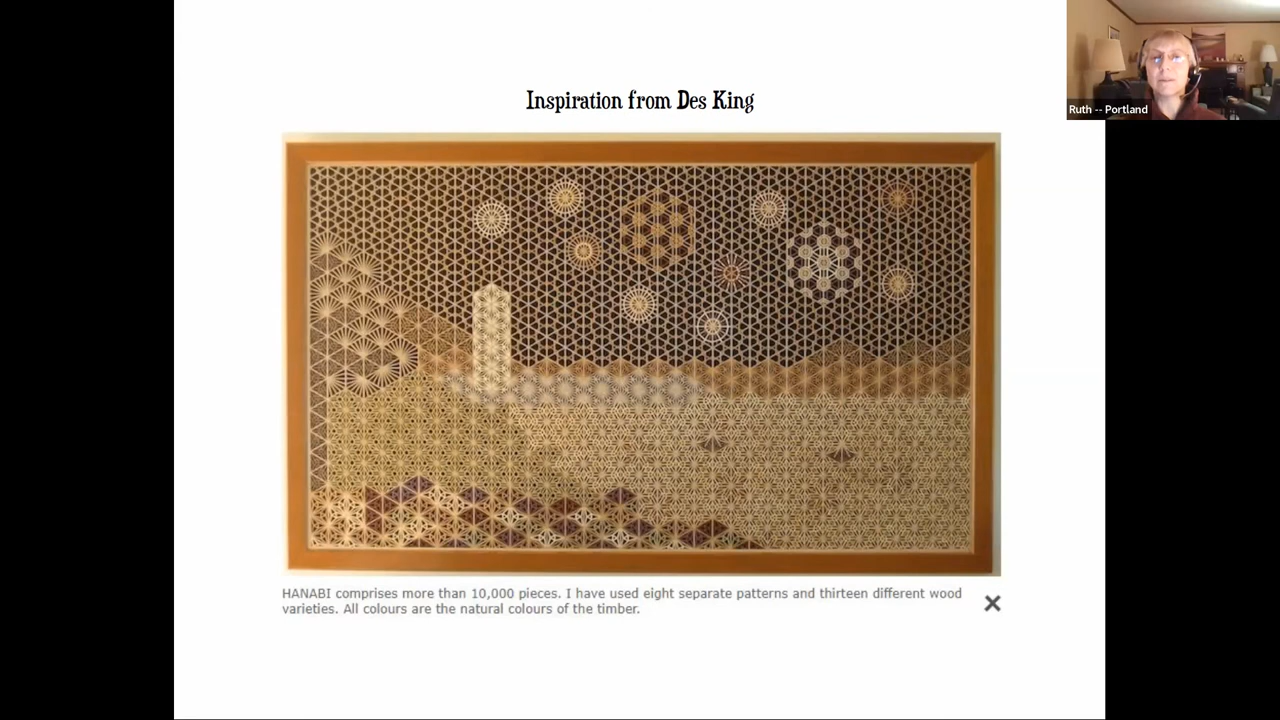 Inspiration from Des King
Ruth -- Portland
HANABI comprises more than 10,000 pieces. I have used eight separate patterns and thirteen different wood
varieties. All colours are the natural colours of the timber.